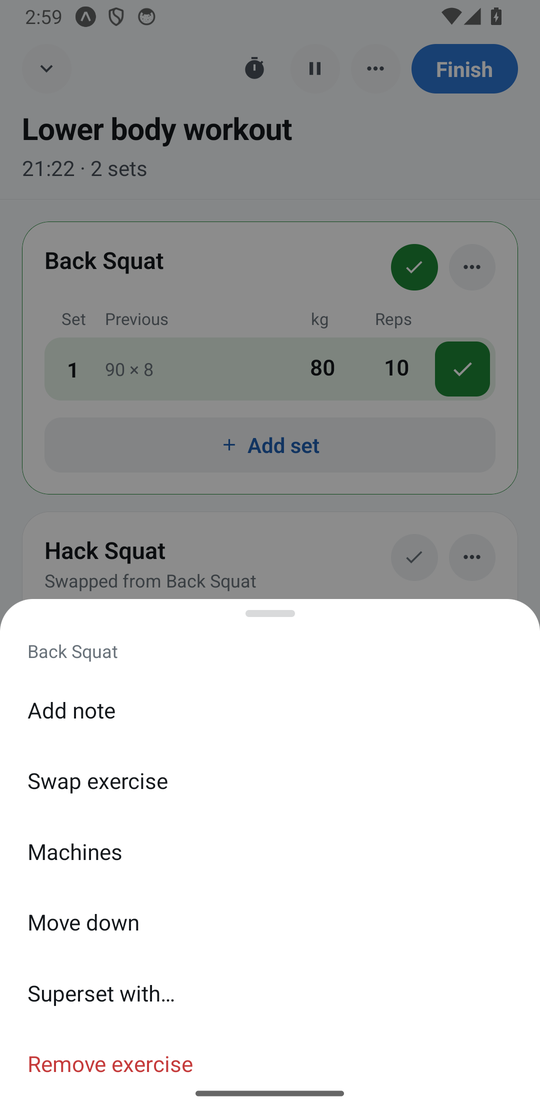 2:59
Finish
Lower body workout
21:22 · 2 sets
Back Squat
Set Previous kg Reps
1 90 × 8 80 10
+ Add set
Hack Squat
Swapped from Back Squat
Back Squat
Add note
Swap exercise
Machines
Move down
Superset with…
Remove exercise